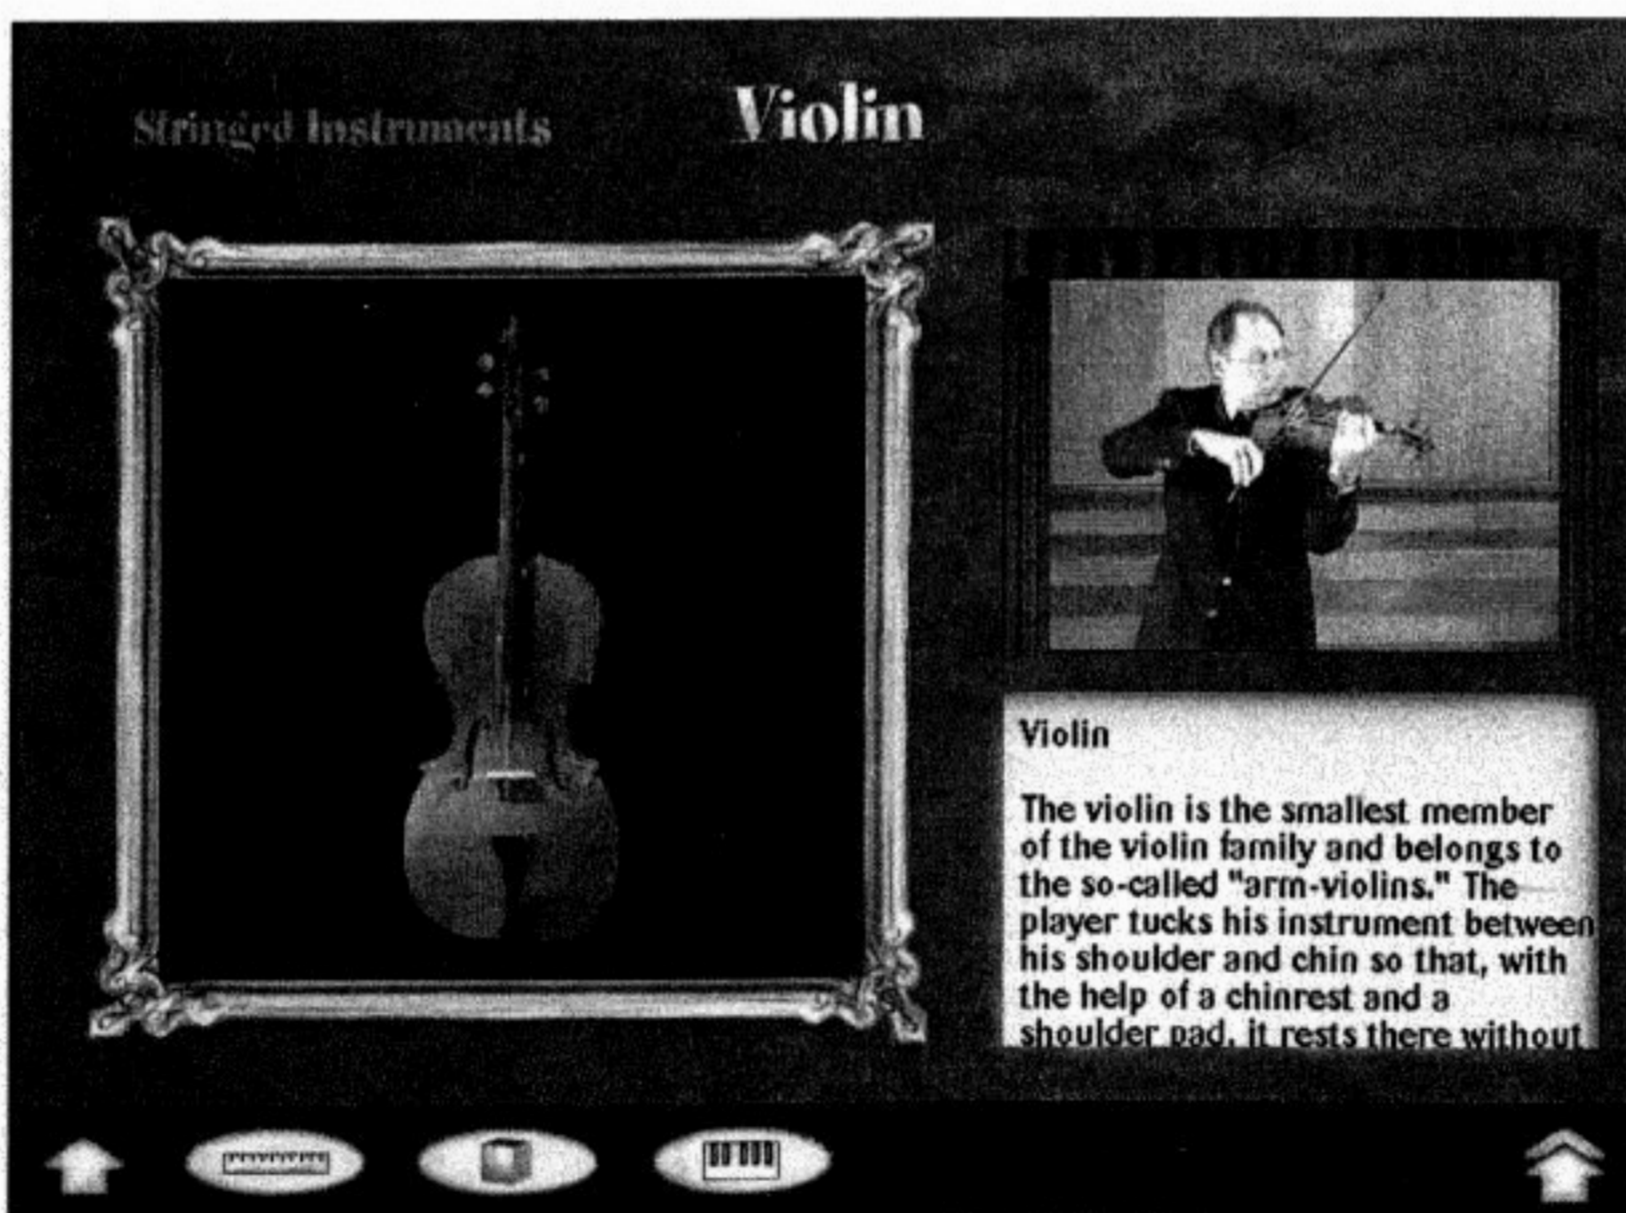 Stringed Instruments
Violin
Violin
The violin is the smallest member
of the violin family and belongs to
the so-called "arm-violins." The
player tucks his instrument between
his shoulder and chin so that, with
the help of a chinrest and a
shoulder pad, it rests there without